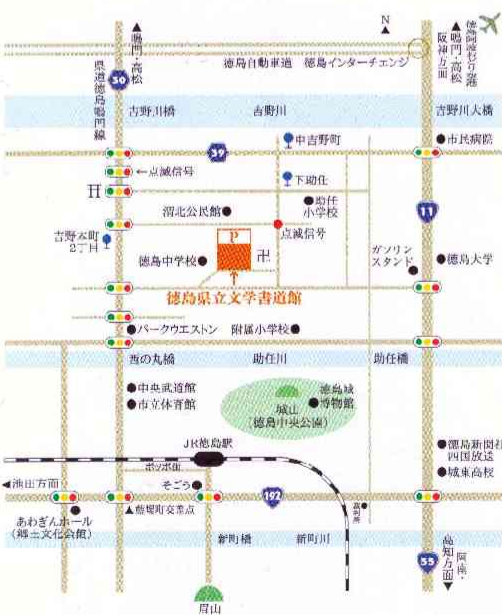 ▲鳴門・高松
N
▲鳴門・高松
阪神方面
徳島阿波おどり空港
県道徳島鳴門線
30
徳島自動車道 徳島インターチェンジ
吉野川橋
吉野川
吉野川大橋
39
中吉野町
市民病院
←点滅信号
下助任
渭北公民館
助任
小学校
11
吉野本町
2丁目
P
点滅信号
徳島中学校
卍
ガソリン
スタンド
徳島大学
徳島県立文学書道館
パークウエストン
附属小学校
西の丸橋
助任川
助任橋
中央武道館
市立体育館
徳島城
博物館
城山
(徳島中央公園)
JR徳島駅
徳島新聞社
四国放送
ポッポ街
城東高校
◀池田方面
そごう
192
あわぎんホール
(郷土文化会館)
▲藍場町交差点
新町橋
新町川
55
阿南・
高知方面▼
眉山